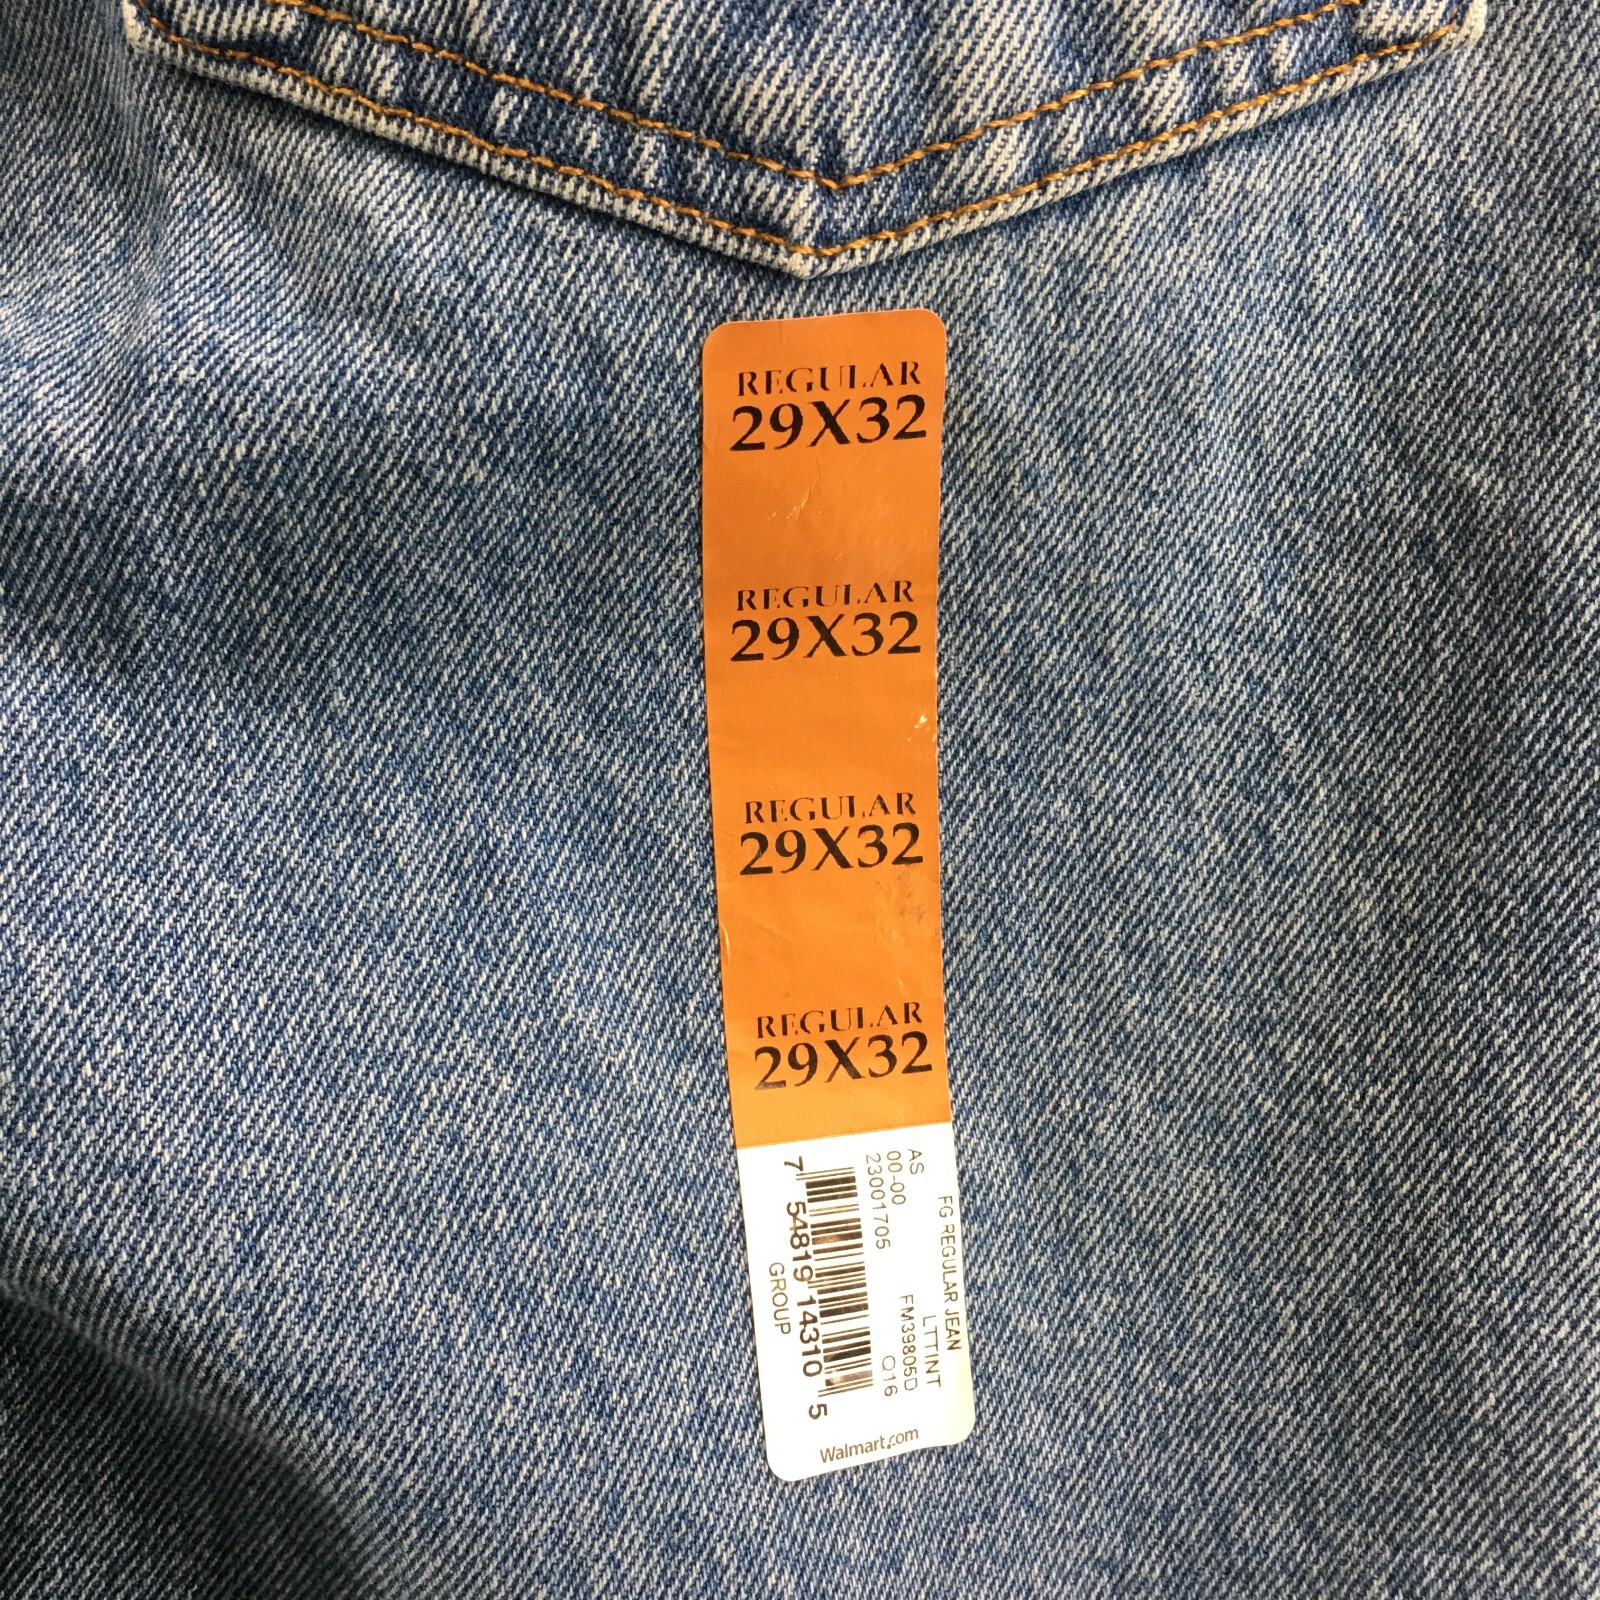 REGULAR
29X32
REGULAR
29X32
REGULAR
29X32
REGULAR
29X32
FG REGULAR JEAN
LTTINT
AS
00-00
FM39805D
23001705
Q16
7 54819 14310 5
GROUP
Walmart.com